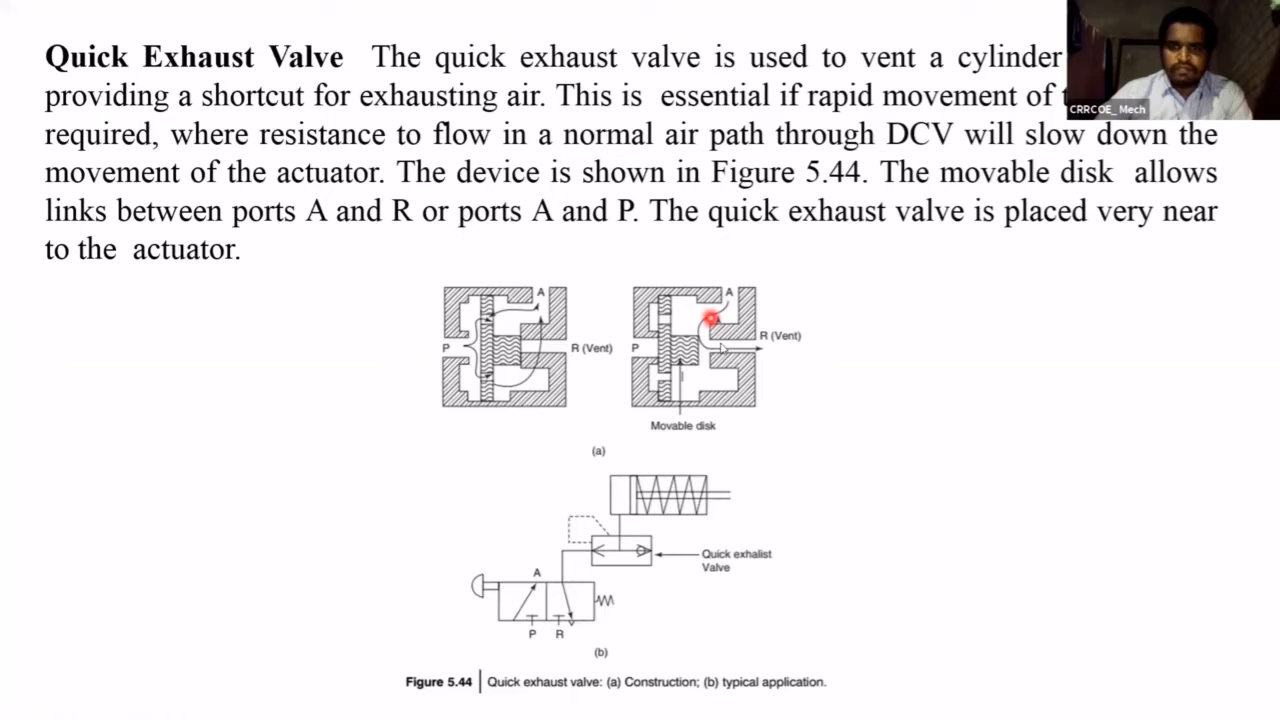 Quick Exhaust Valve The quick exhaust valve is used to vent a cylinder
providing a shortcut for exhausting air. This is essential if rapid movement of
CRRCOE_ Mech
required, where resistance to flow in a normal air path through DCV will slow down the
movement of the actuator. The device is shown in Figure 5.44. The movable disk allows
links between ports A and R or ports A and P. The quick exhaust valve is placed very near
to the actuator.
A A
R (Vent)
P R (Vent) P
Movable disk
(a)
Quick exhalist
Valve
A
P R
(b)
Figure 5.44 Quick exhaust valve: (a) Construction; (b) typical application.